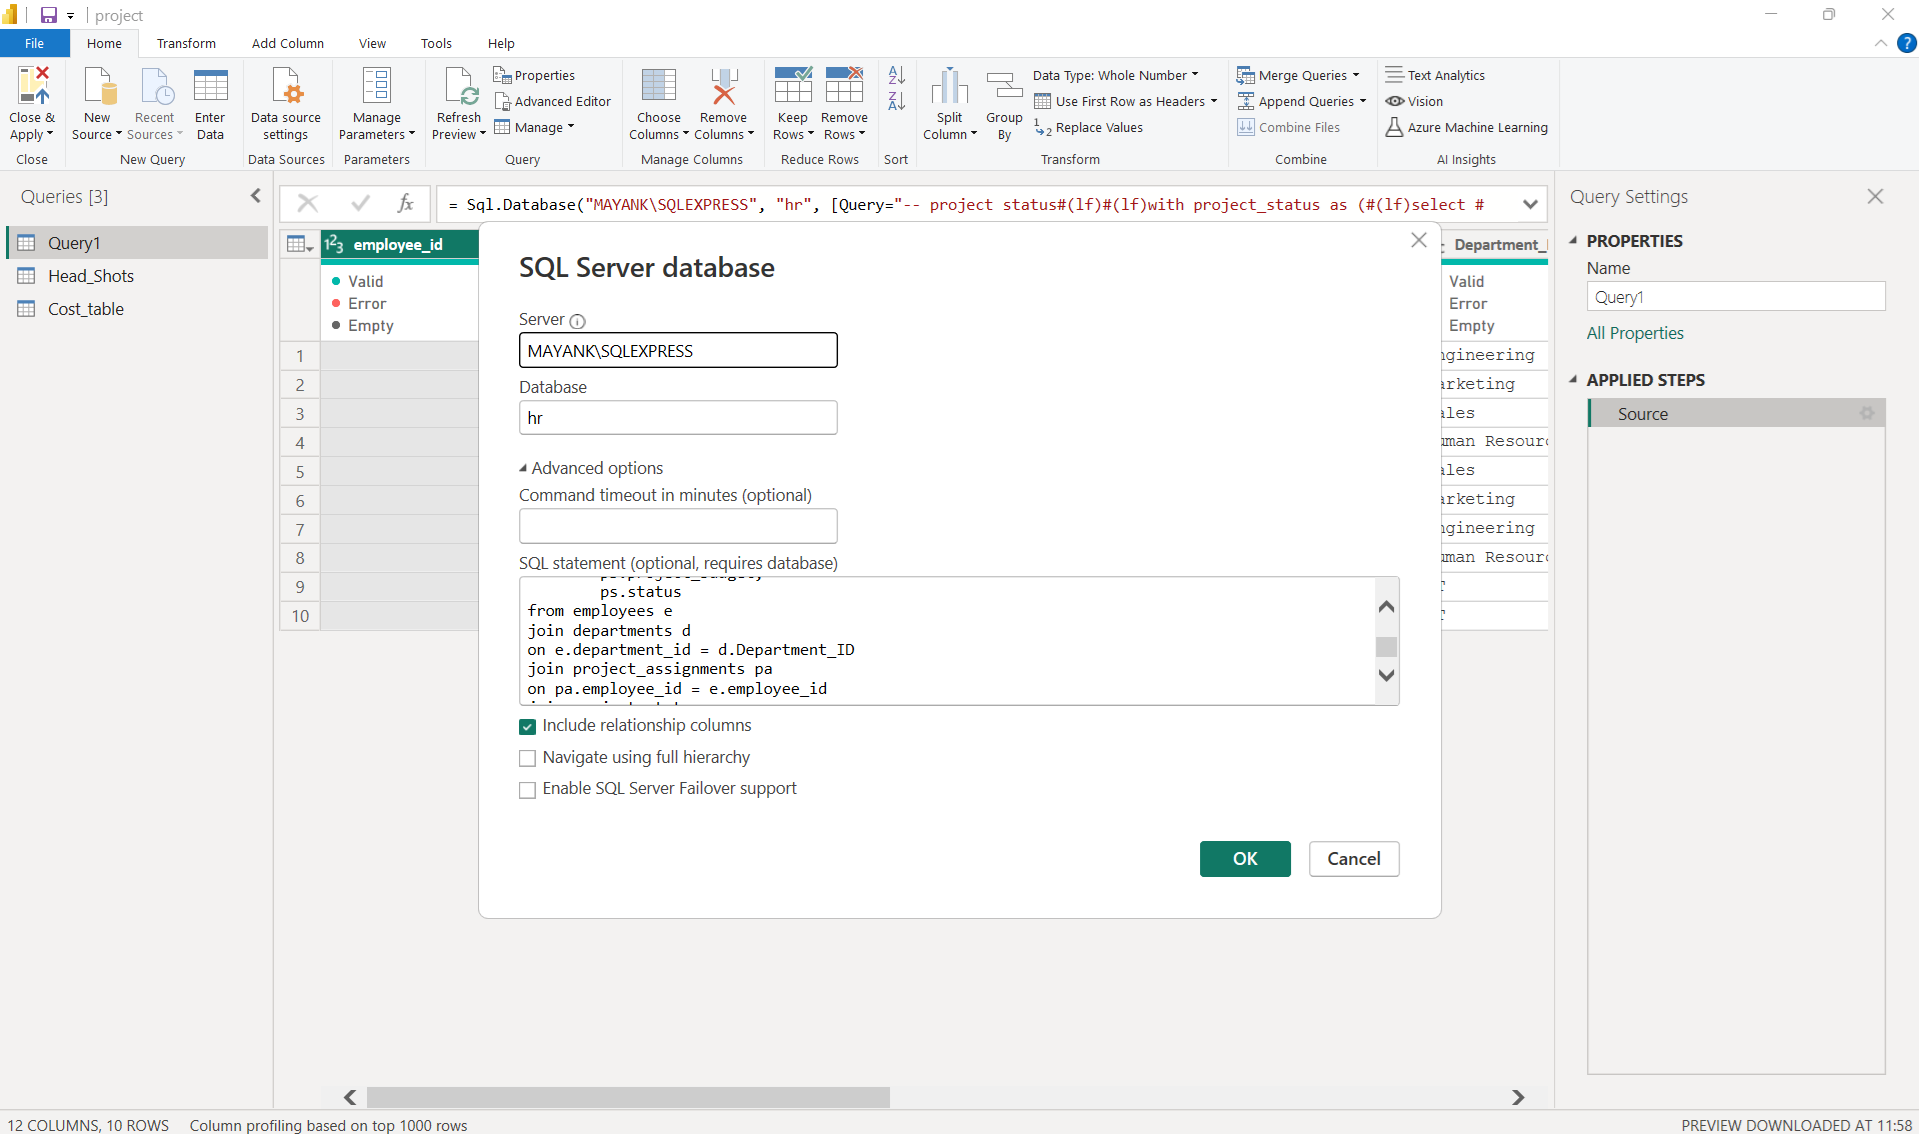 project
File Home Transform Add Column View Tools Help
Close & Apply
Close
New Source
Recent Sources
Enter Data
New Query
Data source settings
Data Sources
Manage Parameters
Parameters
Refresh Preview
Properties
Advanced Editor
Manage
Query
Choose Columns
Remove Columns
Manage Columns
Keep Rows
Remove Rows
Reduce Rows
Sort
Split Column
Group By
Data Type: Whole Number
Use First Row as Headers
Replace Values
Transform
Merge Queries
Append Queries
Combine Files
Combine
Text Analytics
Vision
Azure Machine Learning
AI Insights
Queries [3]
Query1
Head_Shots
Cost_table
fx
= Sql.Database("MAYANK\SQLEXPRESS", "hr", [Query="-- project status#(lf)#(lf)with project_status as (#(lf)select #
employee_id
Valid
Error
Empty
1
2
3
4
5
6
7
8
9
10
SQL Server database
Server
MAYANK\SQLEXPRESS
Database
hr
Advanced options
Command timeout in minutes (optional)
SQL statement (optional, requires database)
ps.status
from employees e
join departments d
on e.department_id = d.Department_ID
join project_assignments pa
on pa.employee_id = e.employee_id
Include relationship columns
Navigate using full hierarchy
Enable SQL Server Failover support
OK Cancel
Department_
Valid
Error
Empty
gineering
rketing
les
man Resour
les
rketing
gineering
man Resour
Query Settings
PROPERTIES
Name
Query1
All Properties
APPLIED STEPS
Source
12 COLUMNS, 10 ROWS Column profiling based on top 1000 rows
PREVIEW DOWNLOADED AT 11:58